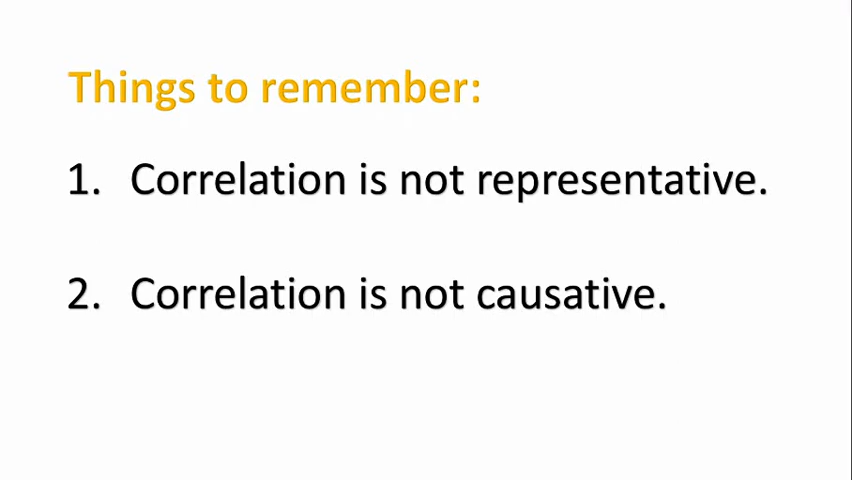 Things to remember:
1. Correlation is not representative.
2. Correlation is not causative.